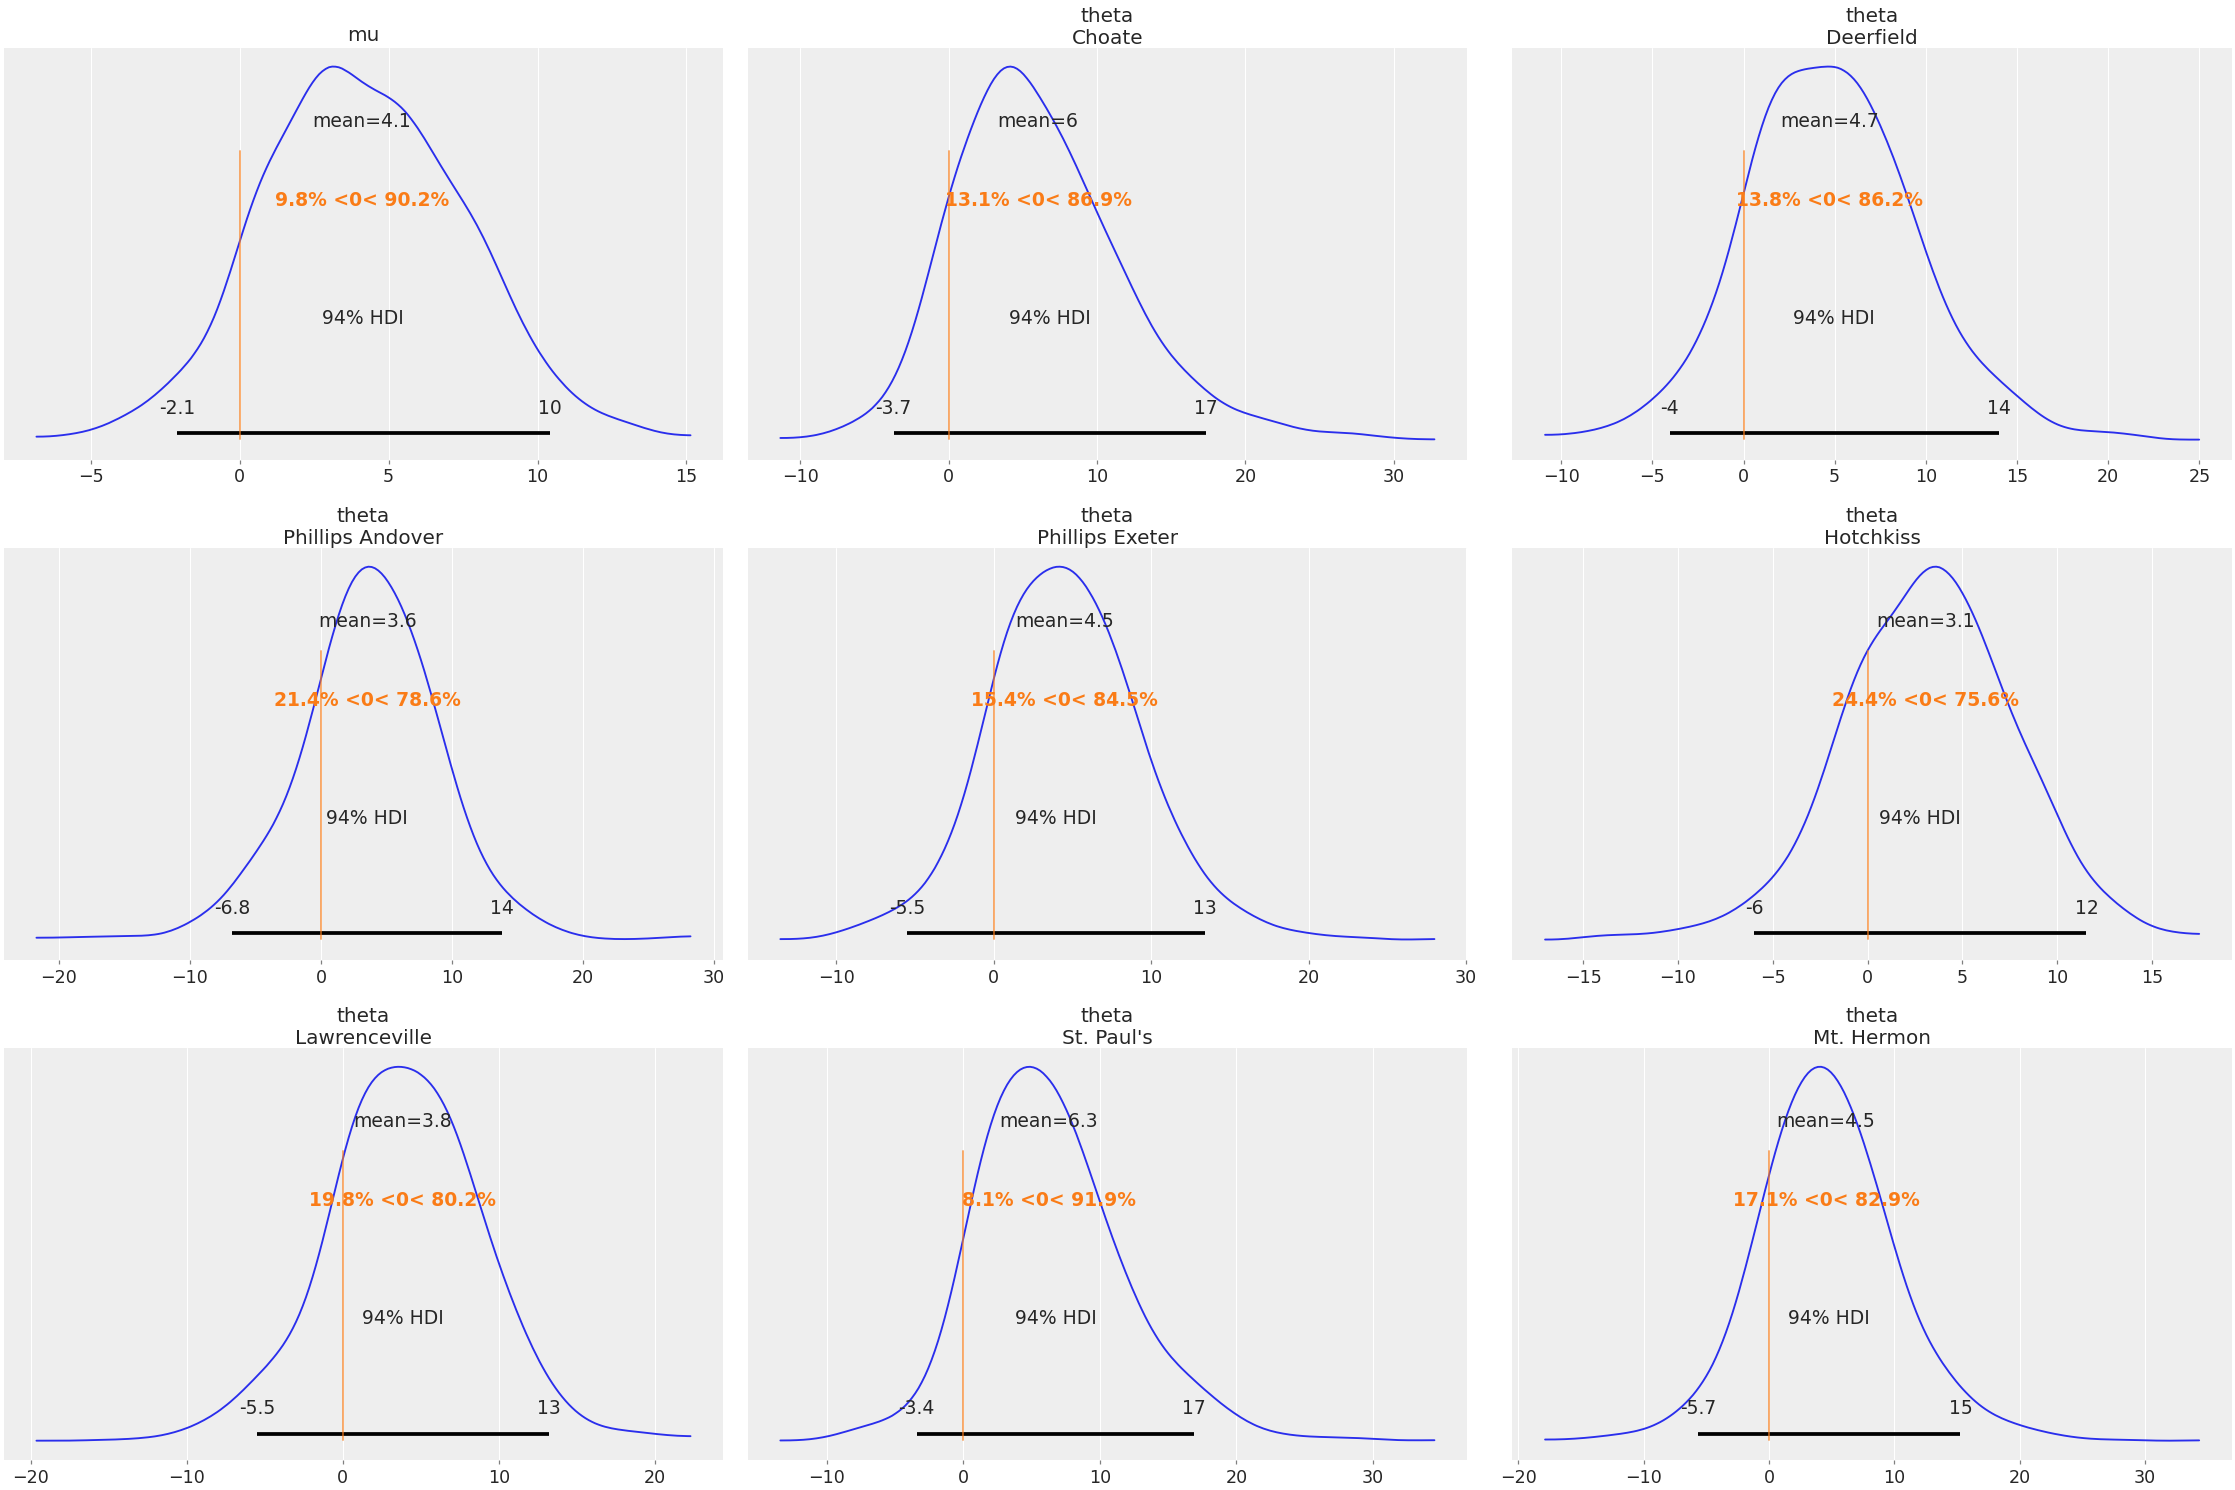 mu
mean=4.1
9.8% <0< 90.2%
94% HDI
-2.1 10
−5 0 5 10 15
theta
Choate
mean=6
13.1% <0< 86.9%
94% HDI
-3.7 17
−10 0 10 20 30
theta
Deerfield
mean=4.7
13.8% <0< 86.2%
94% HDI
-4 14
−10 −5 0 5 10 15 20 25
theta
Phillips Andover
mean=3.6
21.4% <0< 78.6%
94% HDI
-6.8 14
−20 −10 0 10 20 30
theta
Phillips Exeter
mean=4.5
15.4% <0< 84.5%
94% HDI
-5.5 13
−10 0 10 20 30
theta
Hotchkiss
mean=3.1
24.4% <0< 75.6%
94% HDI
-6 12
−15 −10 −5 0 5 10 15
theta
Lawrenceville
mean=3.8
19.8% <0< 80.2%
94% HDI
-5.5 13
−20 −10 0 10 20
theta
St. Paul's
mean=6.3
8.1% <0< 91.9%
94% HDI
-3.4 17
−10 0 10 20 30
theta
Mt. Hermon
mean=4.5
17.1% <0< 82.9%
94% HDI
-5.7 15
−20 −10 0 10 20 30